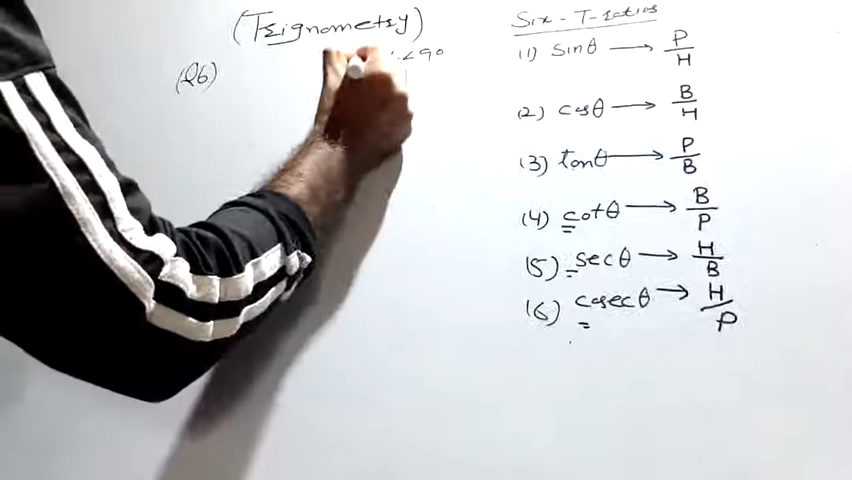 (Trignometry)
(Q6)
< 90
Six-T-ratios
(1) sinθ → P/H
(2) cosθ → B/H
(3) tanθ → P/B
(4) cotθ → B/P
(5) secθ → H/B
(6) cosecθ → H/P